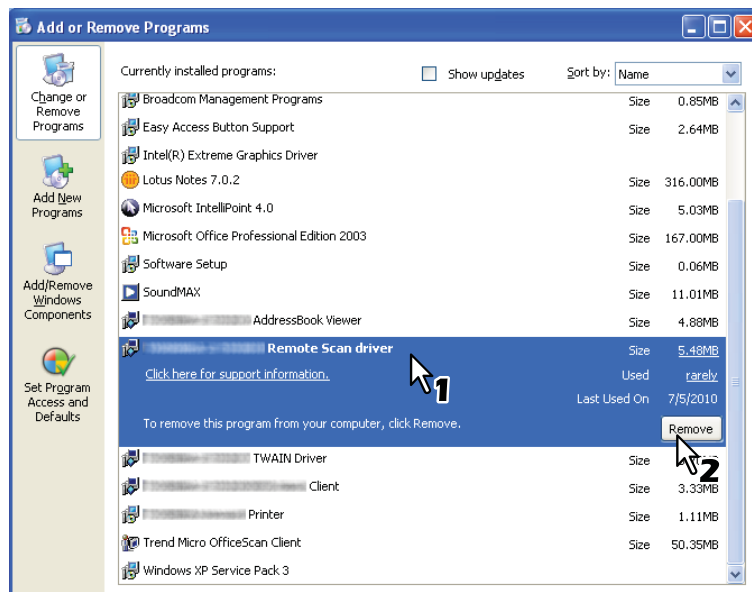 Add or Remove Programs
Change or
Remove
Programs
Add New
Programs
Add/Remove
Windows
Components
Set Program
Access and
Defaults
Currently installed programs:
Show updates
Sort by: Name
Broadcom Management Programs Size 0.85MB
Easy Access Button Support Size 2.64MB
Intel(R) Extreme Graphics Driver
Lotus Notes 7.0.2 Size 316.00MB
Microsoft IntelliPoint 4.0 Size 5.03MB
Microsoft Office Professional Edition 2003 Size 167.00MB
Software Setup Size 0.06MB
SoundMAX Size 11.01MB
AddressBook Viewer Size 4.88MB
Remote Scan driver Size 5.48MB
Click here for support information. Used rarely
Last Used On 7/5/2010
To remove this program from your computer, click Remove. Remove
1
2
TWAIN Driver Size
Client Size 3.33MB
Printer Size 1.11MB
Trend Micro OfficeScan Client Size 50.35MB
Windows XP Service Pack 3